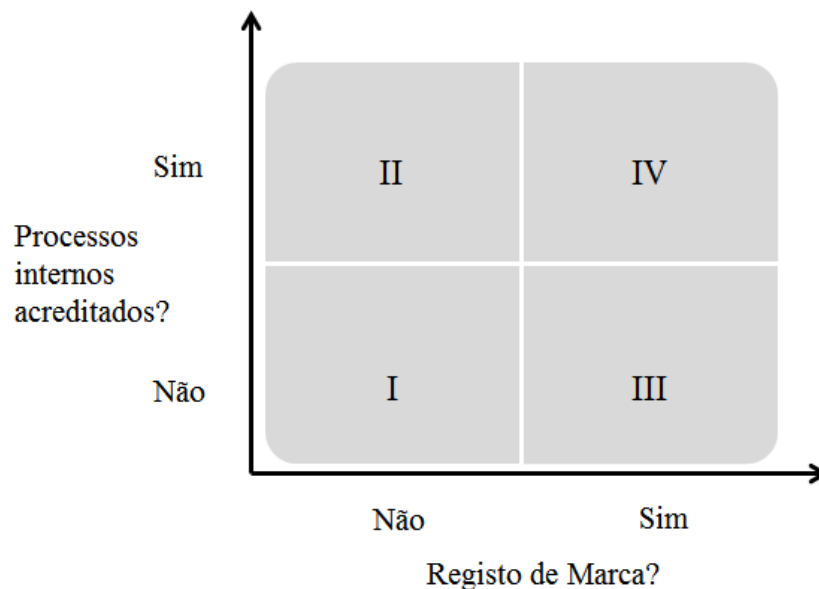 Sim
II
IV
Processos
internos
acreditados?
Não
I
III
Não
Sim
Registo de Marca?